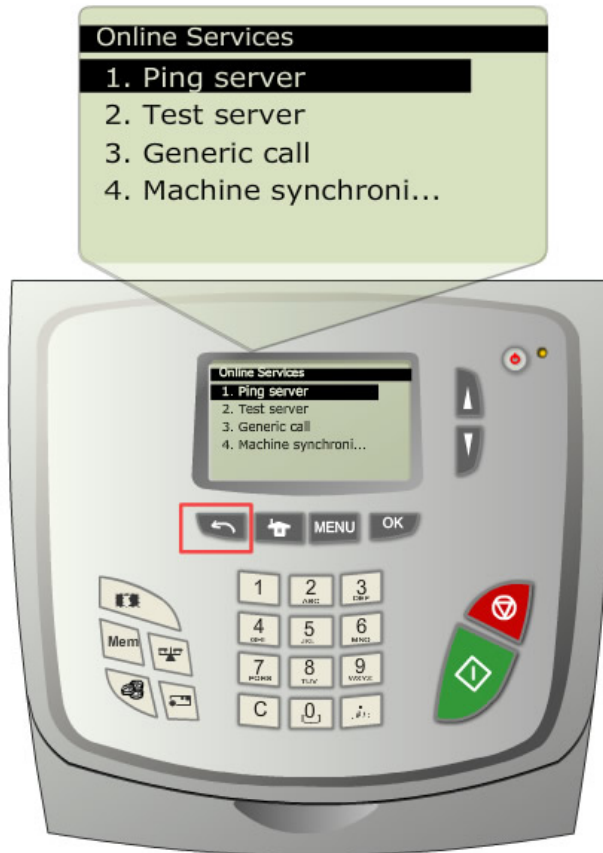 Online Services
1. Ping server
2. Test server
3. Generic call
4. Machine synchroni...
Online Services
1. Ping server
2. Test server
3. Generic call
4. Machine synchroni...
MENU
OK
1
2
ABC
3
DEF
Mem
4
GHI
5
JKL
6
MNO
7
PQRS
8
TUV
9
WXYZ
C
0